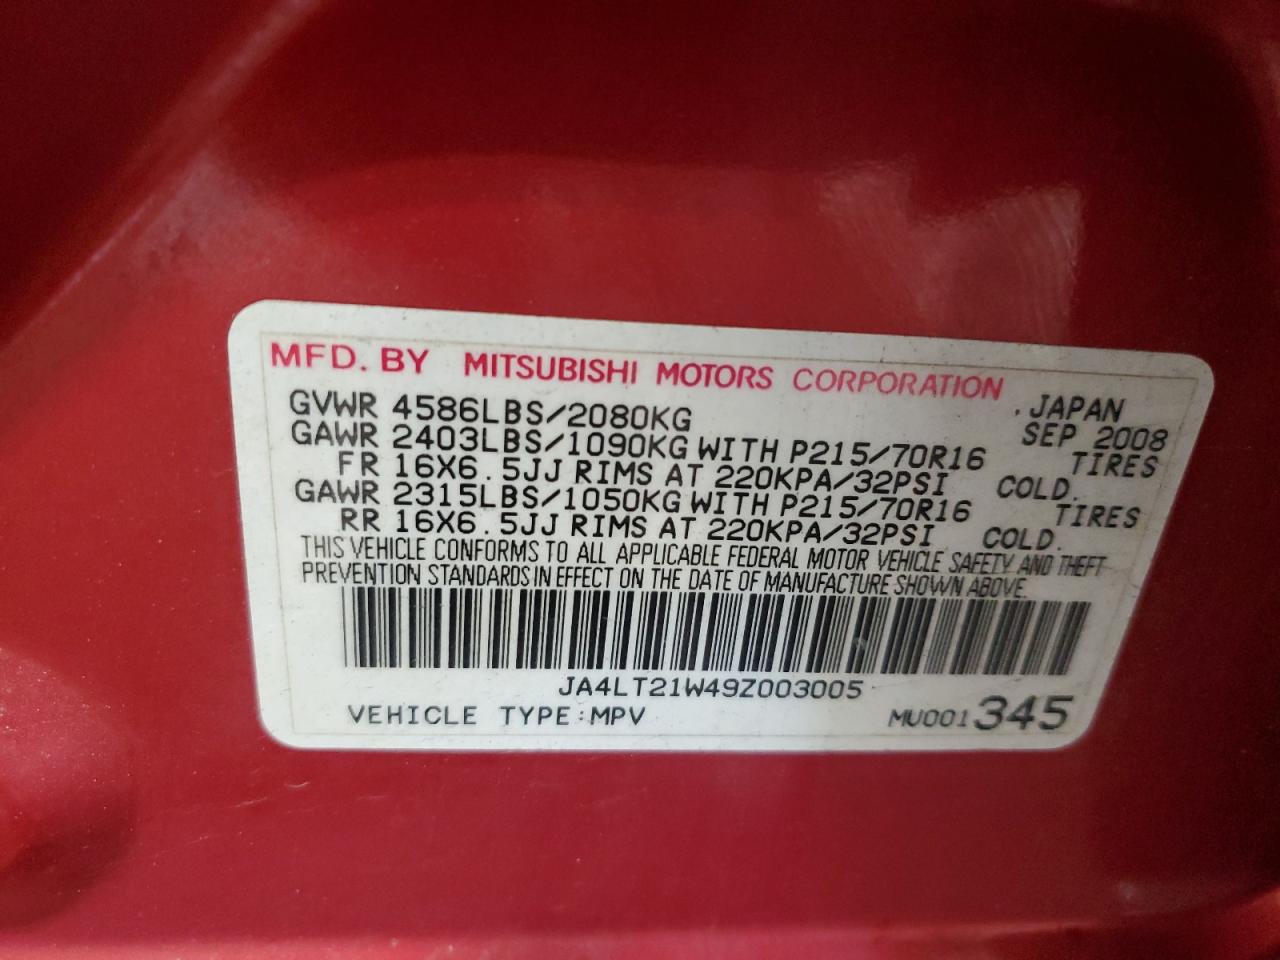 MFD. BY MITSUBISHI MOTORS CORPORATION
. JAPAN
GVWR 4586LBS/2080KG SEP 2008
GAWR 2403LBS/1090KG WITH P215/70R16 TIRES
FR 16X6.5JJ RIMS AT 220KPA/32PSI COLD.
GAWR 2315LBS/1050KG WITH P215/70R16 TIRES
RR 16X6.5JJ RIMS AT 220KPA/32PSI COLD.
THIS VEHICLE CONFORMS TO ALL APPLICABLE FEDERAL MOTOR VEHICLE SAFETY AND THEFT
PREVENTION STANDARDS IN EFFECT ON THE DATE OF MANUFACTURE SHOWN ABOVE.
JA4LT21W49Z003005
VEHICLE TYPE:MPV MU001345